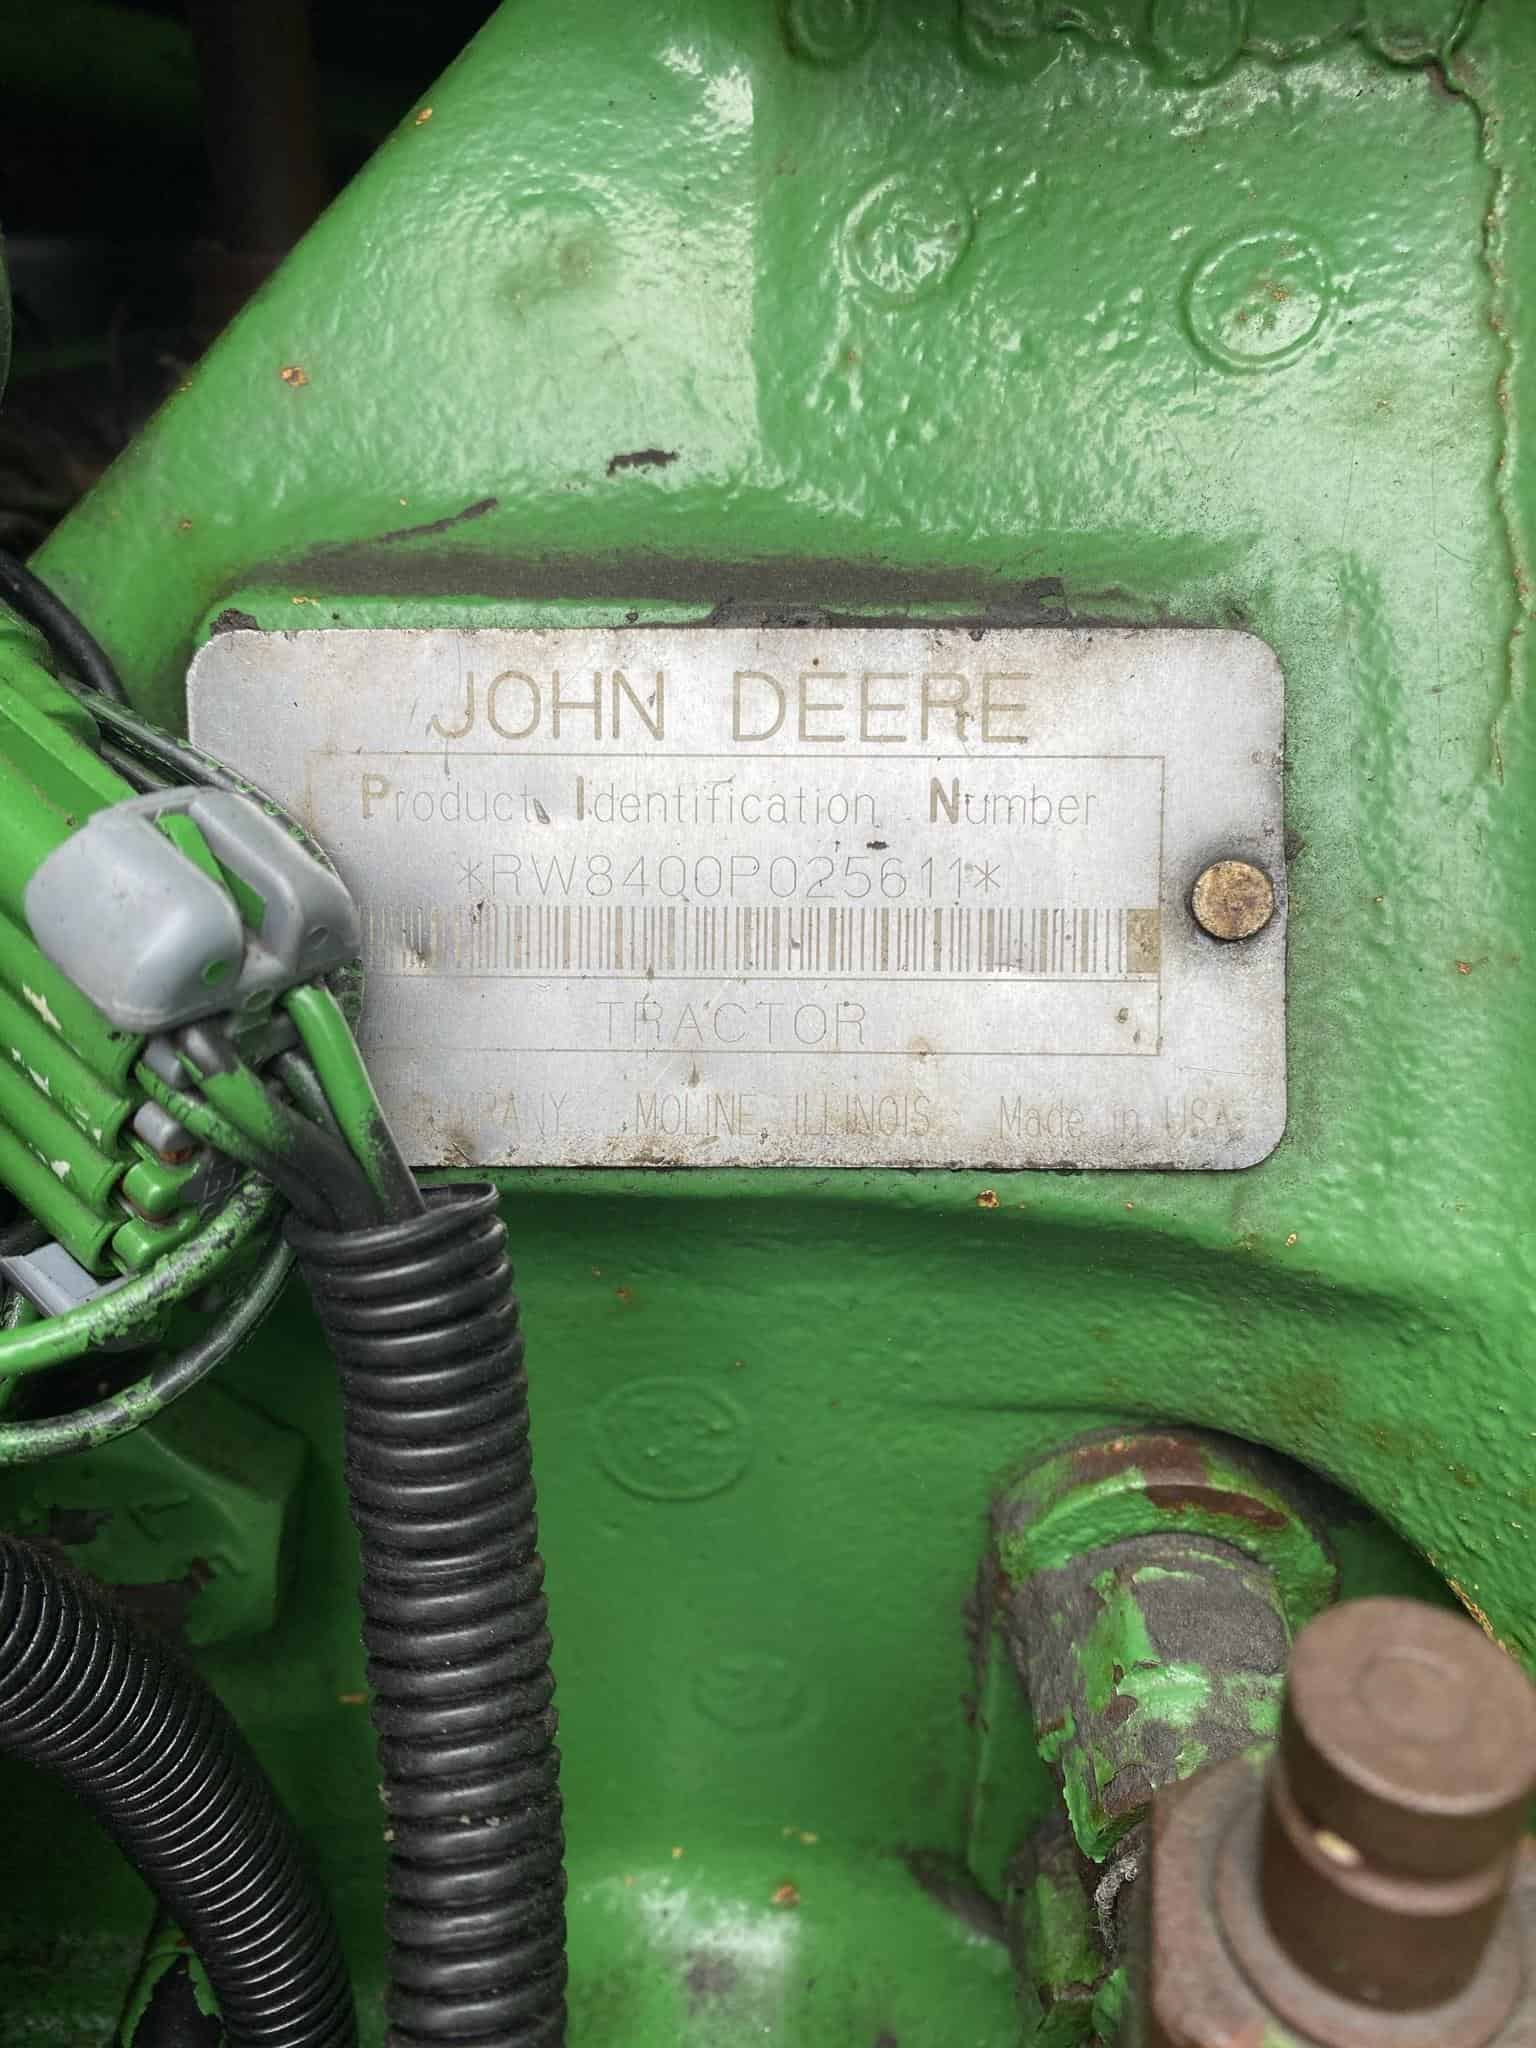 JOHN DEERE
Product Identification Number
*RW8400P025611*
TRACTOR
MOLINE, ILLINOIS Made in USA